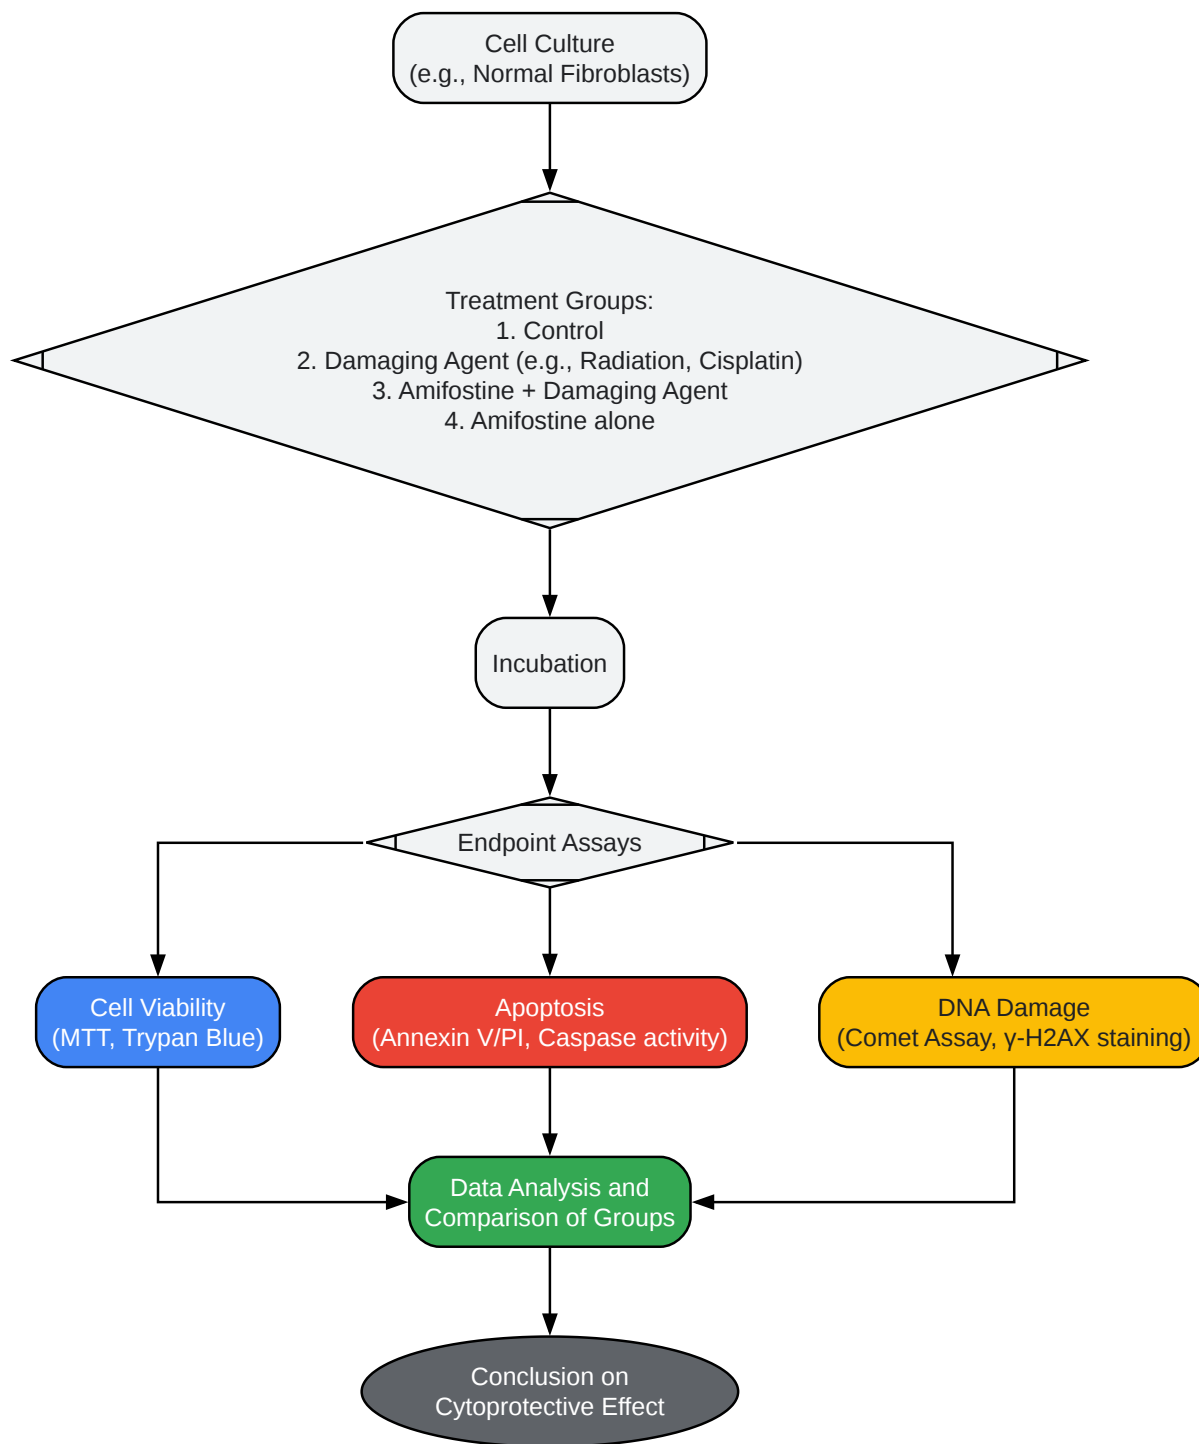 Cell Culture
(e.g., Normal Fibroblasts)
Treatment Groups:
1. Control
2. Damaging Agent (e.g., Radiation, Cisplatin)
3. Amifostine + Damaging Agent
4. Amifostine alone
Incubation
Endpoint Assays
Cell Viability
(MTT, Trypan Blue)
Apoptosis
(Annexin V/PI, Caspase activity)
DNA Damage
(Comet Assay, γ-H2AX staining)
Data Analysis and
Comparison of Groups
Conclusion on
Cytoprotective Effect